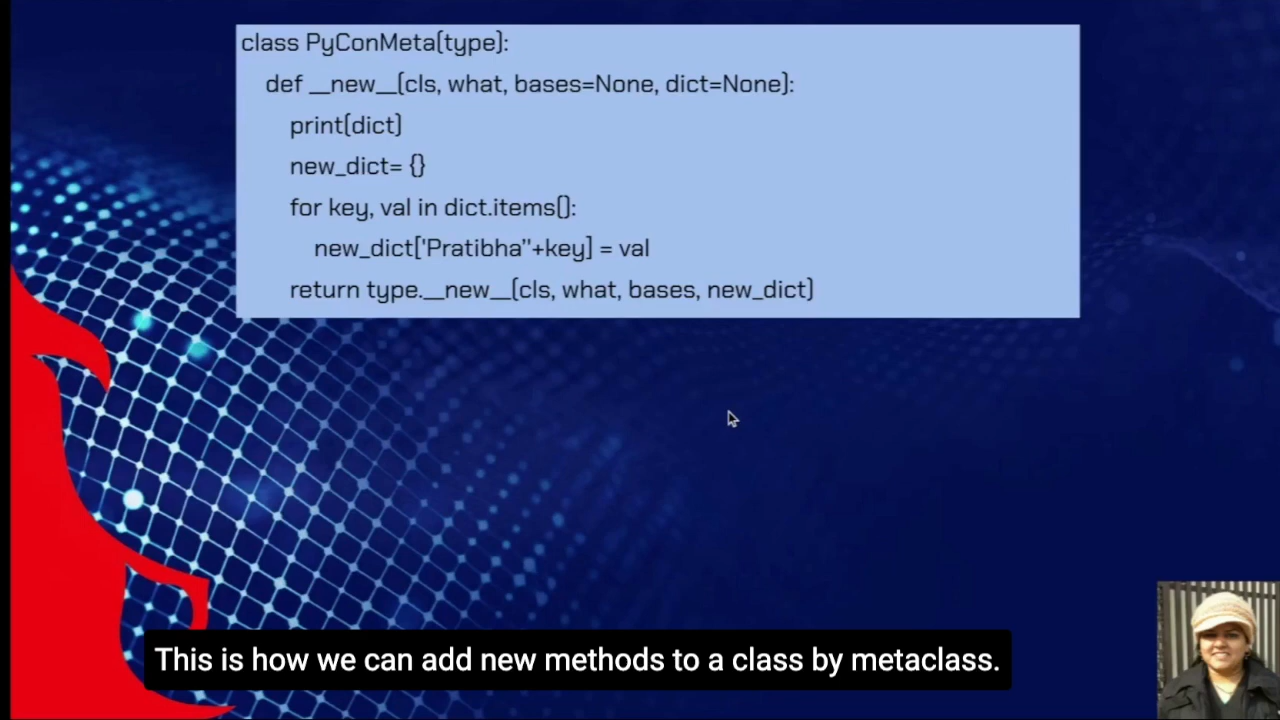 class PyConMeta(type):
def __new__(cls, what, bases=None, dict=None):
print(dict)
new_dict= {}
for key, val in dict.items():
new_dict['Pratibha"+key] = val
return type.__new__(cls, what, bases, new_dict)
This is how we can add new methods to a class by metaclass.